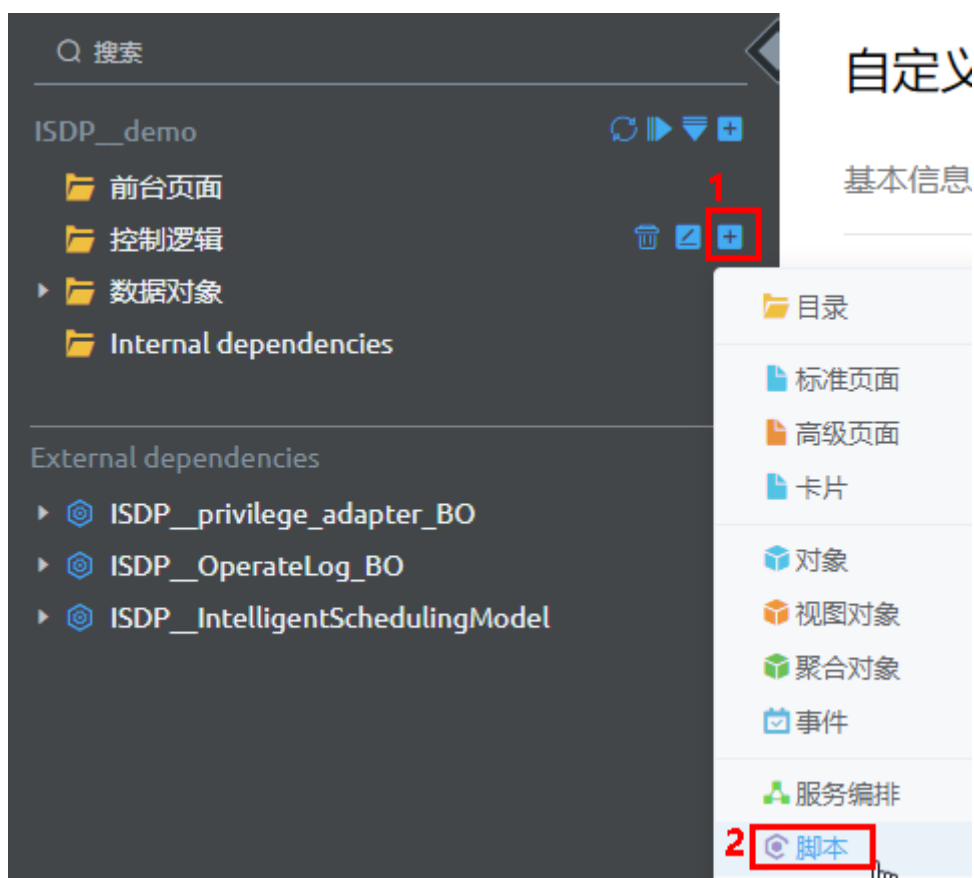 搜索
ISDP__demo
前台页面
1
控制逻辑
数据对象
Internal dependencies
External dependencies
ISDP__privilege_adapter_BO
ISDP__OperateLog_BO
ISDP__IntelligentSchedulingModel
自定义
基本信息
目录
标准页面
高级页面
卡片
对象
视图对象
聚合对象
事件
服务编排
2 脚本